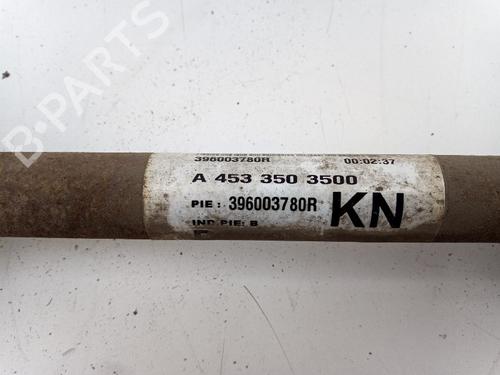 B-PARTS
396003780R 00:02:37
A 453 350 3500
PIE : 396003780R KN
IND PIE: B